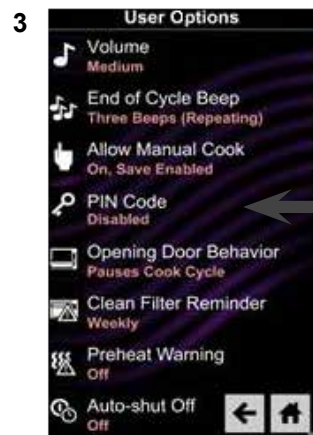 3
User Options
Volume
Medium
End of Cycle Beep
Three Beeps (Repeating)
Allow Manual Cook
On, Save Enabled
PIN Code
Disabled
Opening Door Behavior
Pauses Cook Cycle
Clean Filter Reminder
Weekly
Preheat Warning
Off
Auto-shut Off
Off